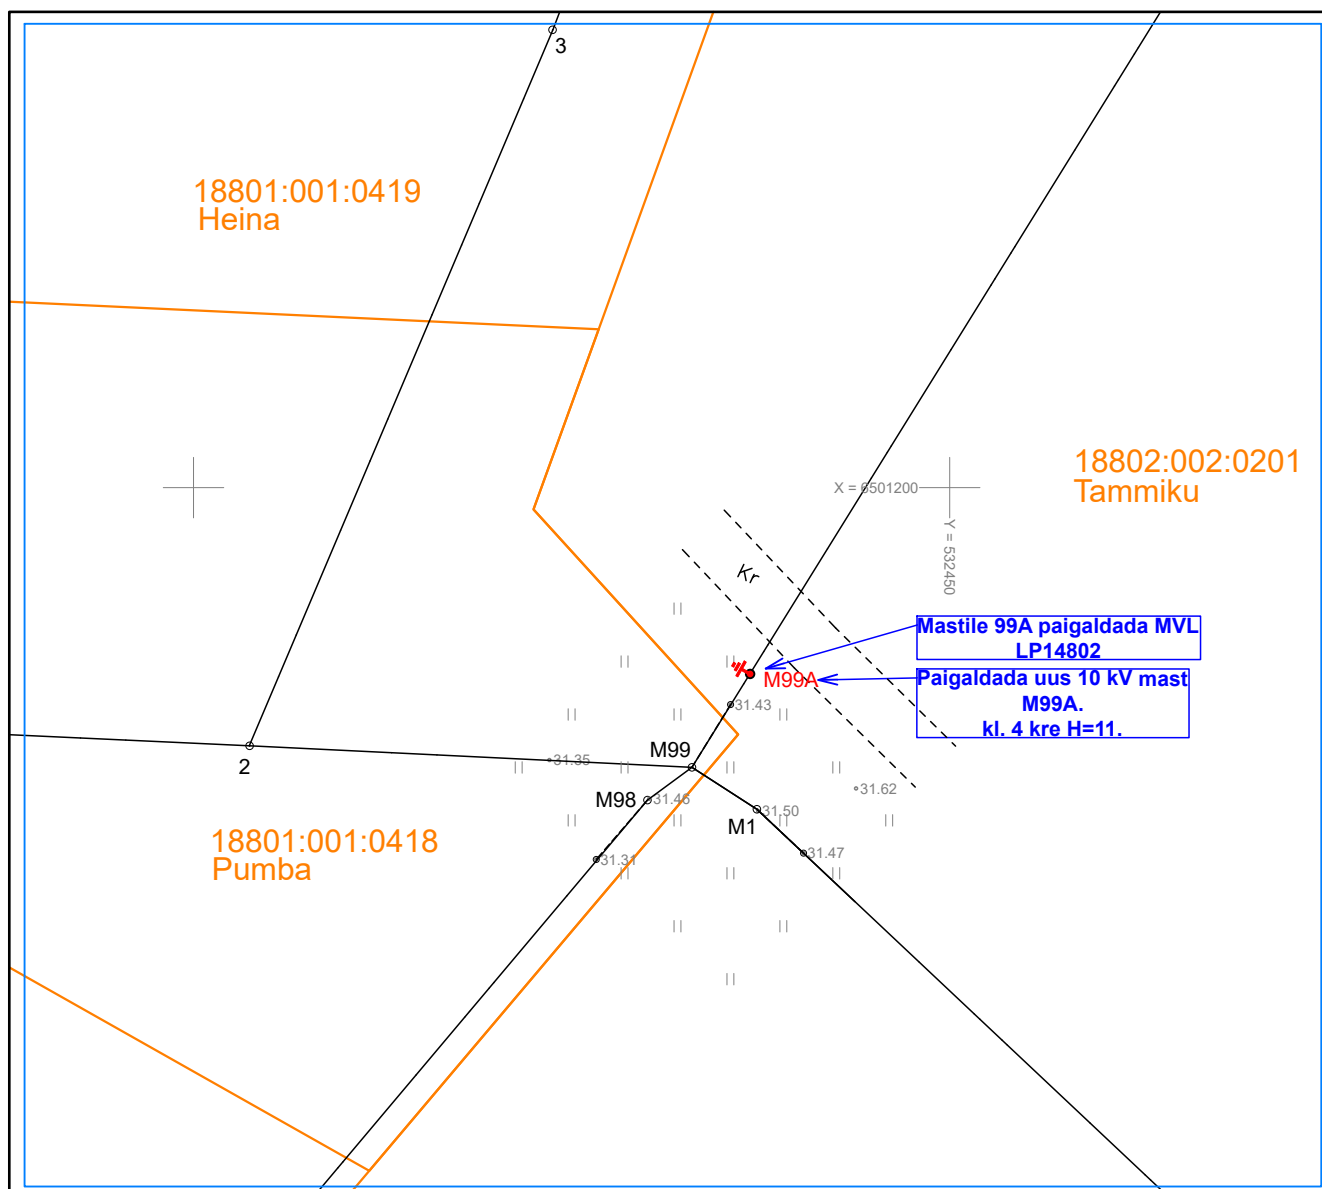 3
18801:001:0419
Heina
18802:002:0201
Tammiku
X = 6501200
Y = 532450
Kr
Mastile 99A paigaldada MVL
LP14802
M99A
Paigaldada uus 10 kV mast
M99A.
kl. 4 kre H=11.
31.43
M99
2
31.35
31.62
M98
31.46
31.50
M1
18801:001:0418
Pumba
31.31
31.47